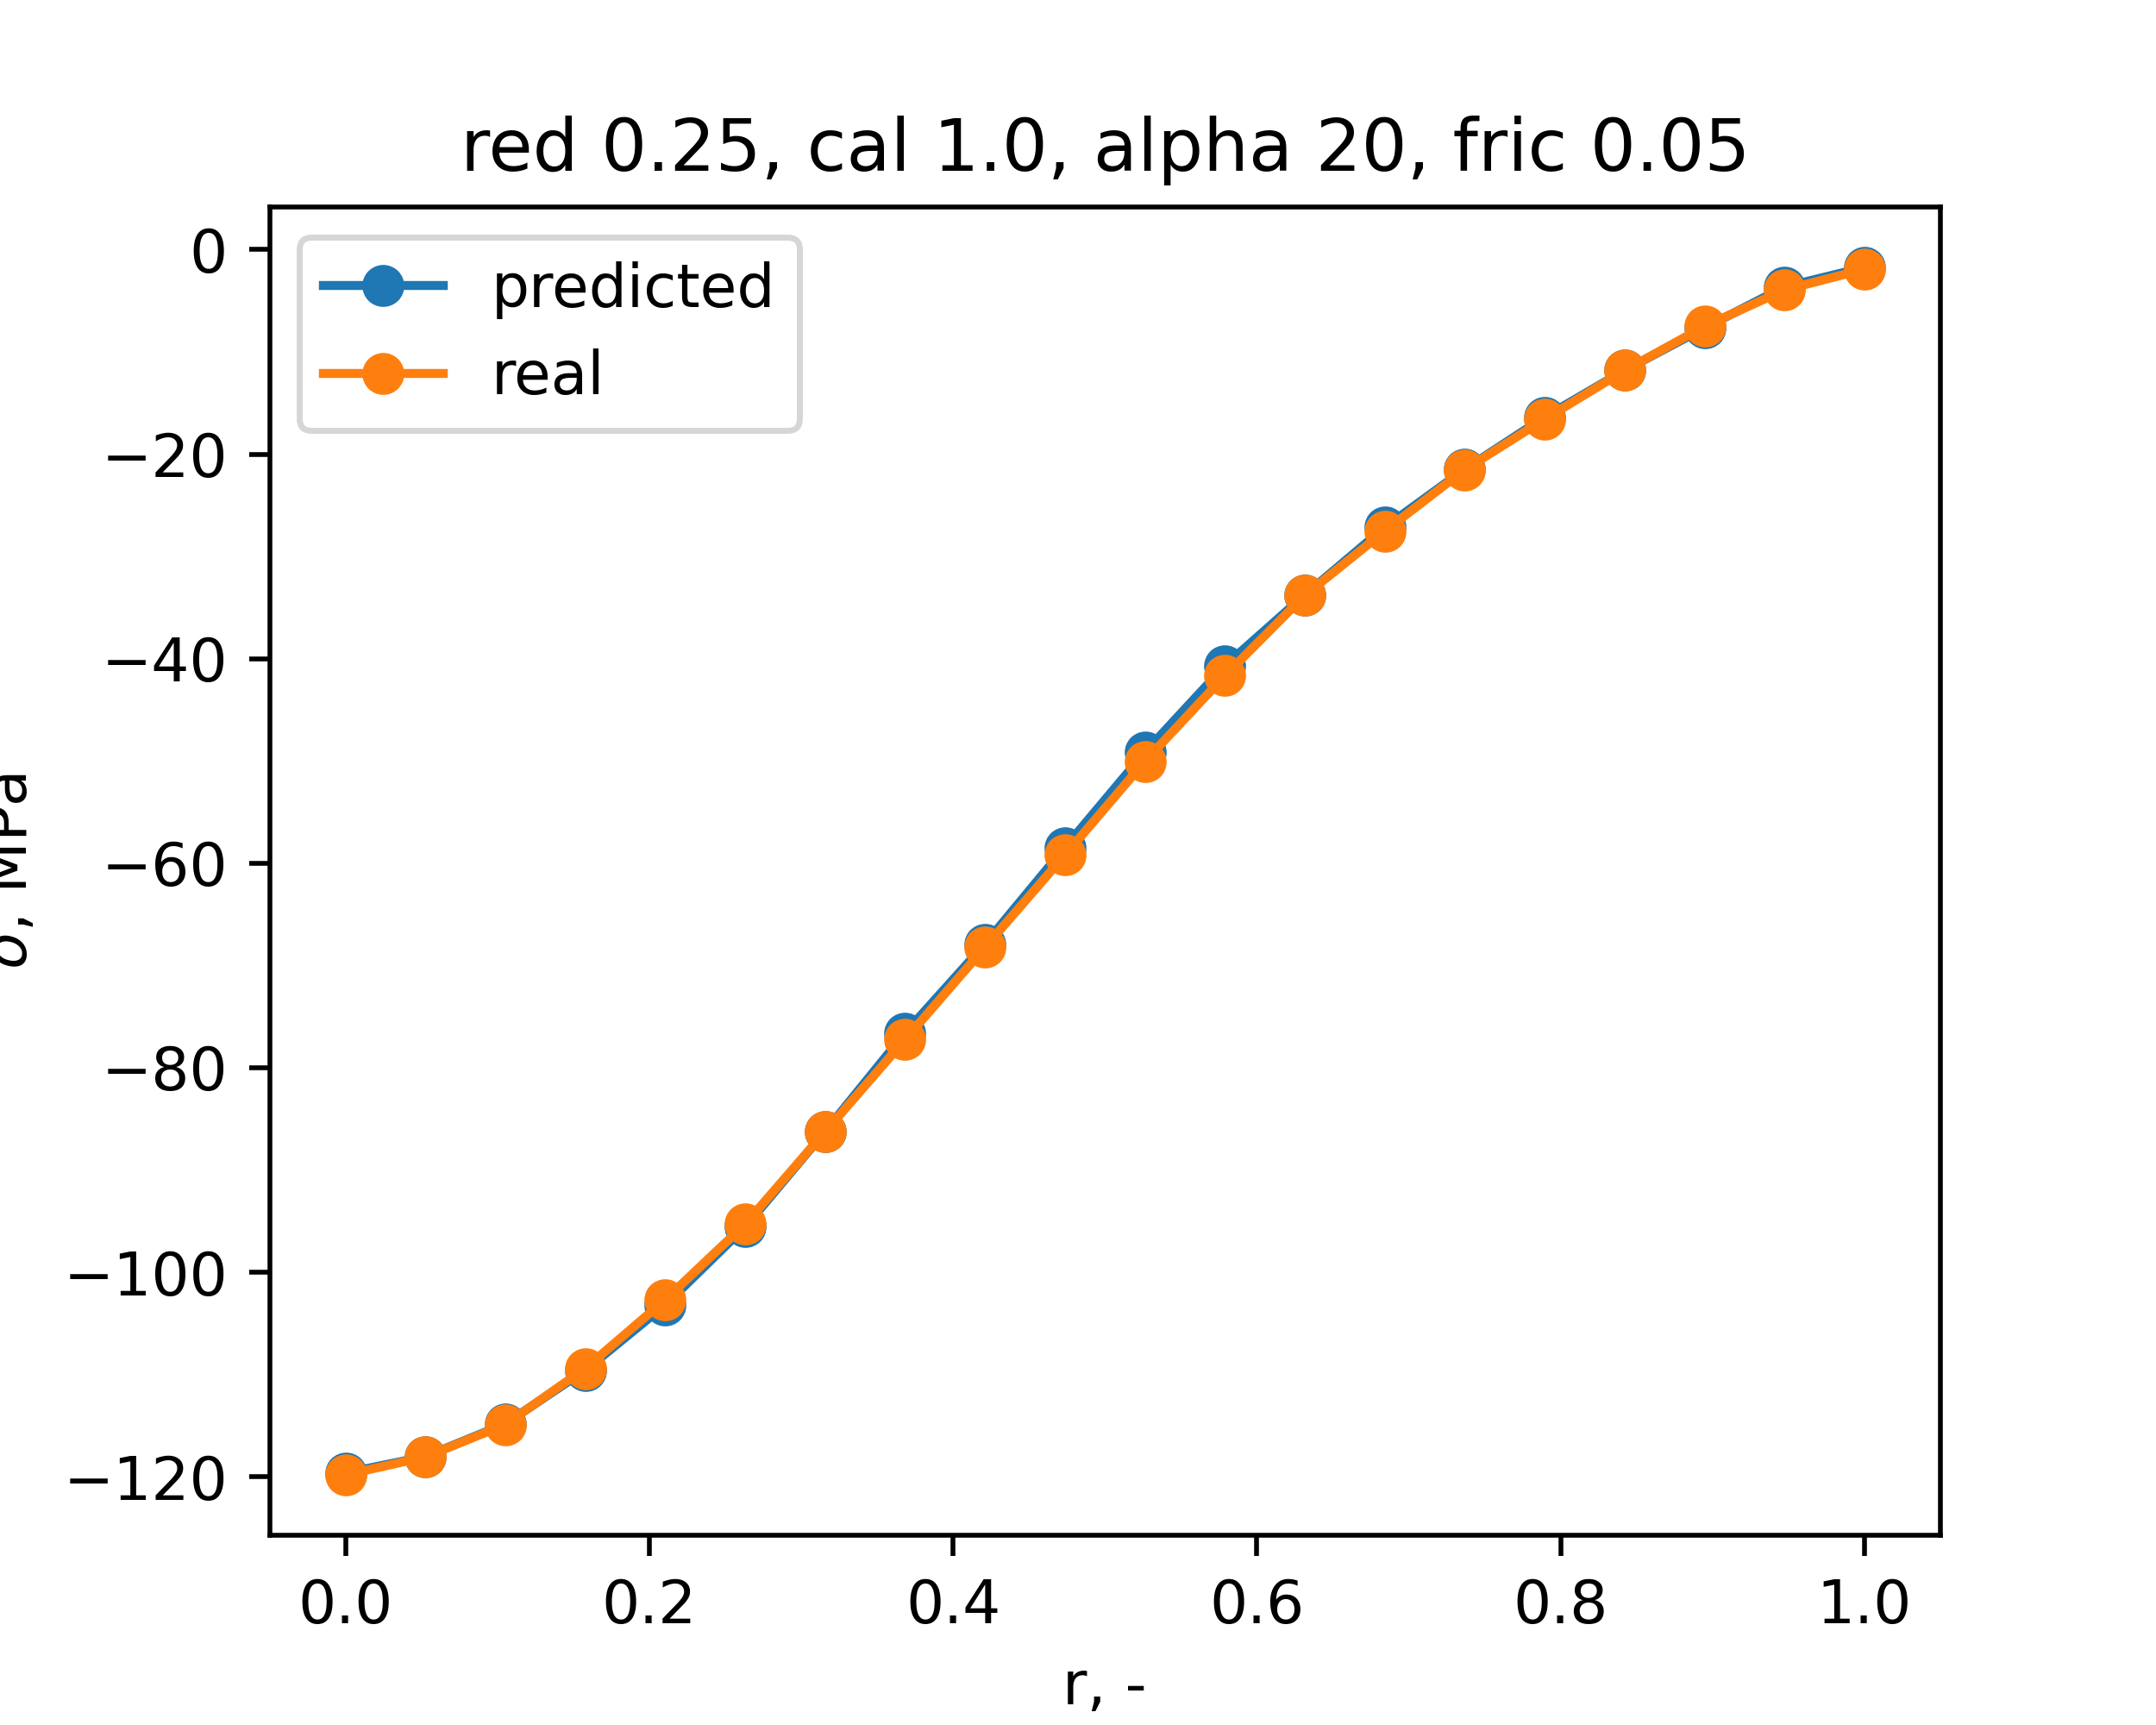 red 0.25, cal 1.0, alpha 20, fric 0.05
predicted
real
0
−20
−40
−60
−80
−100
−120
σ, MPa
0.0 0.2 0.4 0.6 0.8 1.0
r, -